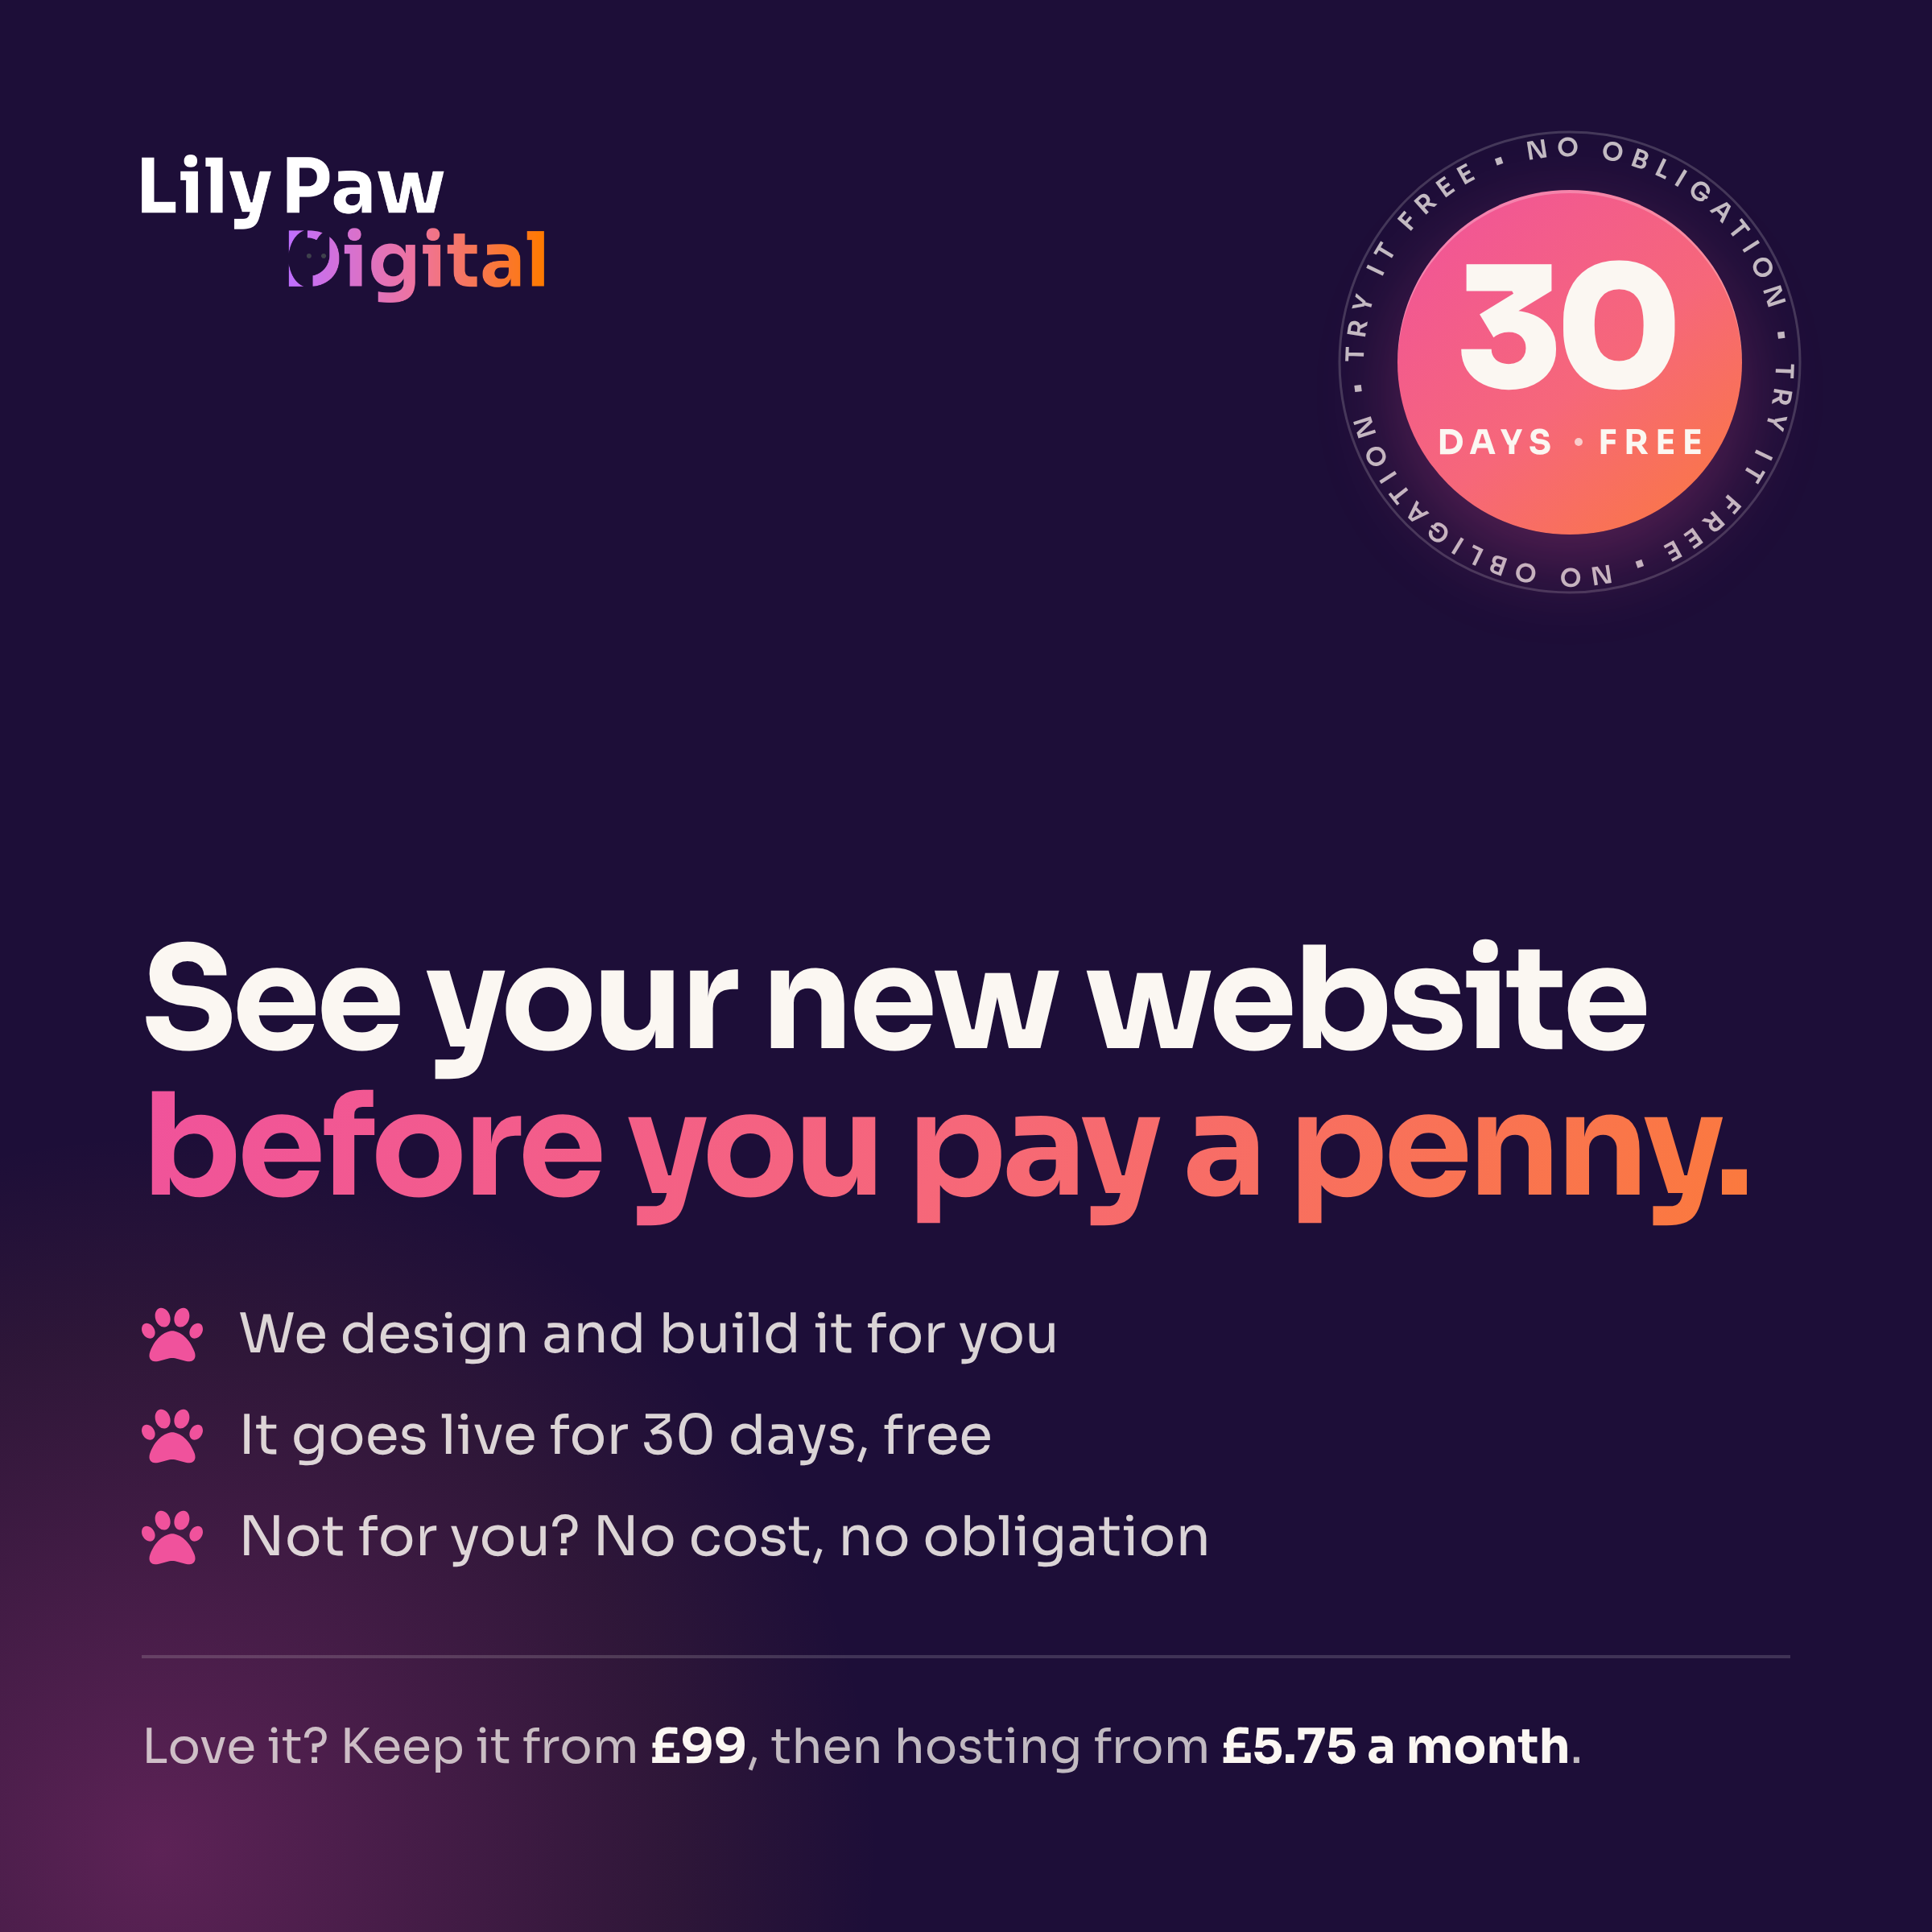 Lily Paw
Digital
NO OBLIGATION • TRY IT FREE • NO OBLIGATION • TRY IT FREE •
30
DAYS • FREE
See your new website
before you pay a penny.
We design and build it for you
It goes live for 30 days, free
Not for you? No cost, no obligation
Love it? Keep it from £99, then hosting from £5.75 a month.